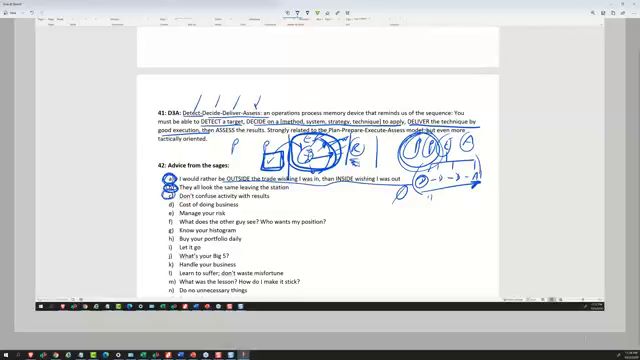 41: D3A: Detect-Decide-Deliver-Assess: an operations process memory device that reminds us of the sequence: You
must be able to DETECT a target, DECIDE on a [method, system, strategy, technique] to apply, DELIVER the technique by
good execution, then ASSESS the results. Strongly related to the Plan-Prepare-Execute-Assess model, but even more
tactically oriented.
P
42: Advice from the sages:
a) I would rather be OUTSIDE the trade wishing I was in, than INSIDE wishing I was out
They all look the same leaving the station
c) Don't confuse activity with results
d) Cost of doing business
e) Manage your risk
f) What does the other guy see? Who wants my position?
g) Know your histogram
h) Buy your portfolio daily
i) Let it go
j) What's your Big 5?
k) Handle your business
l) Learn to suffer; don't waste misfortune
m) What was the lesson? How do I make it stick?
n) Do no unnecessary things